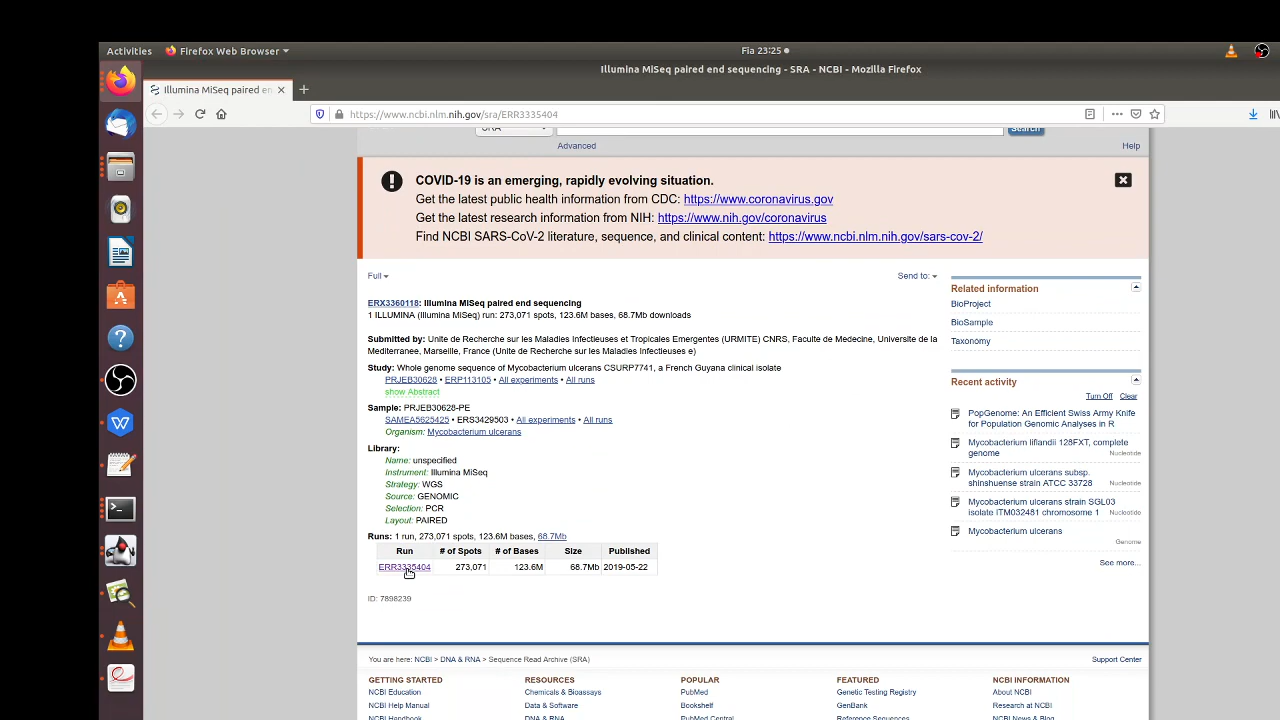 Activities Firefox Web Browser Fia 23:25
Illumina MiSeq paired end sequencing - SRA - NCBI - Mozilla Firefox
Illumina MiSeq paired en
https://www.ncbi.nlm.nih.gov/sra/ERR3335404
SRA Search
Advanced Help
COVID-19 is an emerging, rapidly evolving situation.
Get the latest public health information from CDC: https://www.coronavirus.gov
Get the latest research information from NIH: https://www.nih.gov/coronavirus
Find NCBI SARS-CoV-2 literature, sequence, and clinical content: https://www.ncbi.nlm.nih.gov/sars-cov-2/
Full Send to:
ERX3360118: Illumina MiSeq paired end sequencing
1 ILLUMINA (Illumina MiSeq) run: 273,071 spots, 123.6M bases, 68.7Mb downloads
Submitted by: Unite de Recherche sur les Maladies Infectieuses et Tropicales Emergentes (URMITE) CNRS, Faculte de Medecine, Universite de la
Mediterranee, Marseille, France (Unite de Recherche sur les Maladies Infectieuses e)
Study: Whole genome sequence of Mycobacterium ulcerans CSURP7741, a French Guyana clinical isolate
PRJEB30628 • ERP113105 • All experiments • All runs
show Abstract
Sample: PRJEB30628-PE
SAMEA5625425 • ERS3429503 • All experiments • All runs
Organism: Mycobacterium ulcerans
Library:
Name: unspecified
Instrument: Illumina MiSeq
Strategy: WGS
Source: GENOMIC
Selection: PCR
Layout: PAIRED
Runs: 1 run, 273,071 spots, 123.6M bases, 68.7Mb
Run # of Spots # of Bases Size Published
ERR3335404 273,071 123.6M 68.7Mb 2019-05-22
ID: 7898239
Related information
BioProject
BioSample
Taxonomy
Recent activity
Turn Off Clear
PopGenome: An Efficient Swiss Army Knife
for Population Genomic Analyses in R
Mycobacterium liflandii 128FXT, complete
genome Nucleotide
Mycobacterium ulcerans subsp.
shinshuense strain ATCC 33728 Nucleotide
Mycobacterium ulcerans strain SGL03
isolate ITM032481 chromosome 1 Nucleotide
Mycobacterium ulcerans
Genome
See more...
You are here: NCBI > DNA & RNA > Sequence Read Archive (SRA) Support Center
GETTING STARTED RESOURCES POPULAR FEATURED NCBI INFORMATION
NCBI Education Chemicals & Bioassays PubMed Genetic Testing Registry About NCBI
NCBI Help Manual Data & Software Bookshelf GenBank Research at NCBI
NCBI Handbook DNA & RNA PubMed Central Reference Sequences NCBI News & Blog